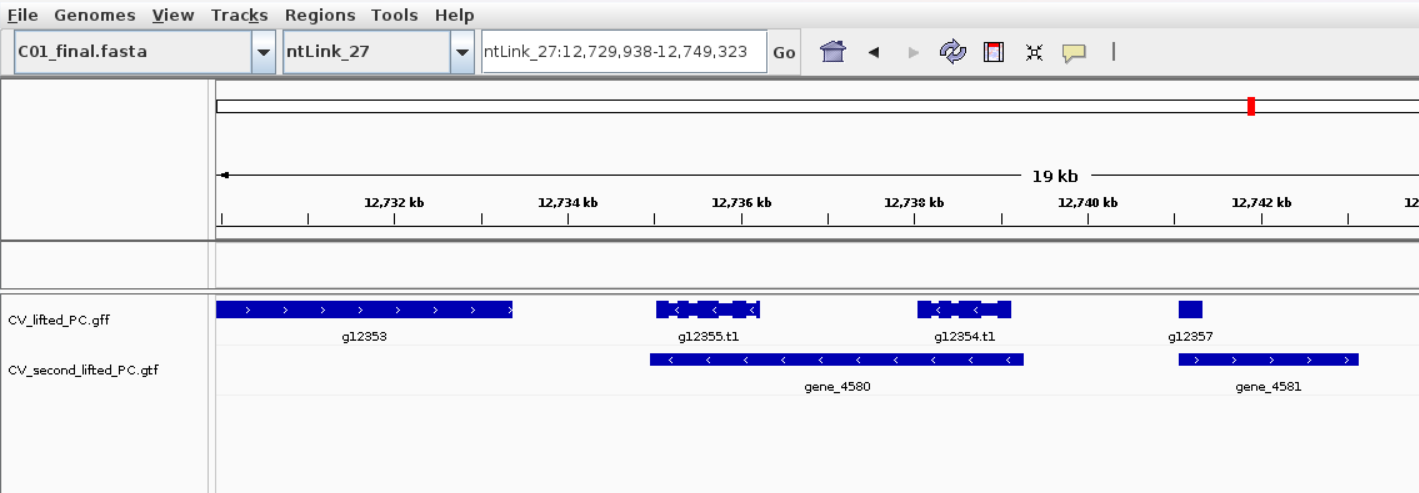 File Genomes View Tracks Regions Tools Help
C01_final.fasta ntLink_27 ntLink_27:12,729,938-12,749,323 Go
19 kb
12,732 kb 12,734 kb 12,736 kb 12,738 kb 12,740 kb 12,742 kb 12
CV_lifted_PC.gff
g12353 g12355.t1 g12354.t1 g12357
CV_second_lifted_PC.gtf
gene_4580 gene_4581